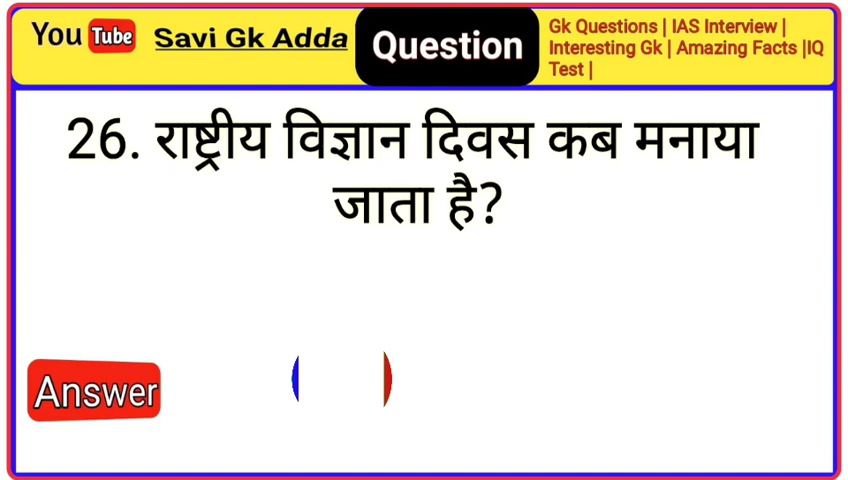 You Tube Savi Gk Adda Question
Gk Questions | IAS Interview |
Interesting Gk | Amazing Facts |IQ
Test |
26. राष्ट्रीय विज्ञान दिवस कब मनाया
जाता है?
Answer